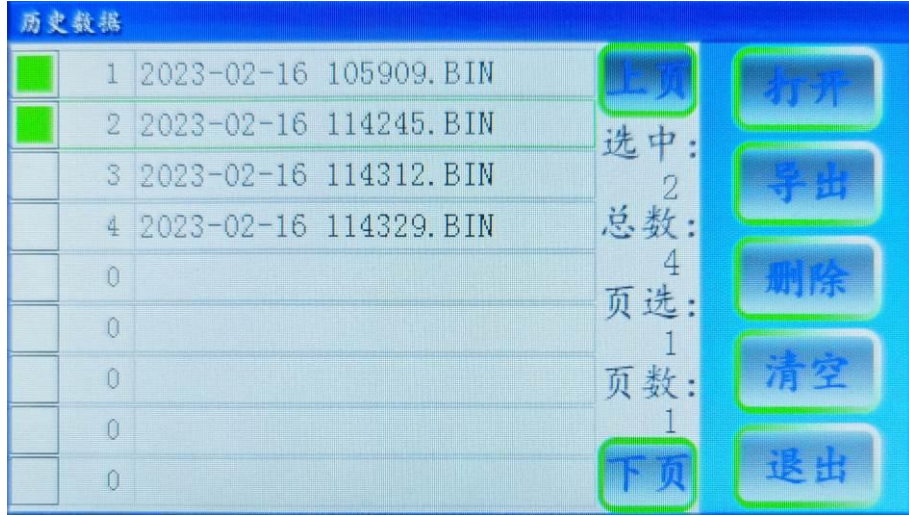 历史数据
1 2023-02-16 105909.BIN
2 2023-02-16 114245.BIN
3 2023-02-16 114312.BIN
4 2023-02-16 114329.BIN
0
0
0
0
0
上页
选中:
2
总数:
4
页选:
1
页数:
1
下页
打开
导出
删除
清空
退出